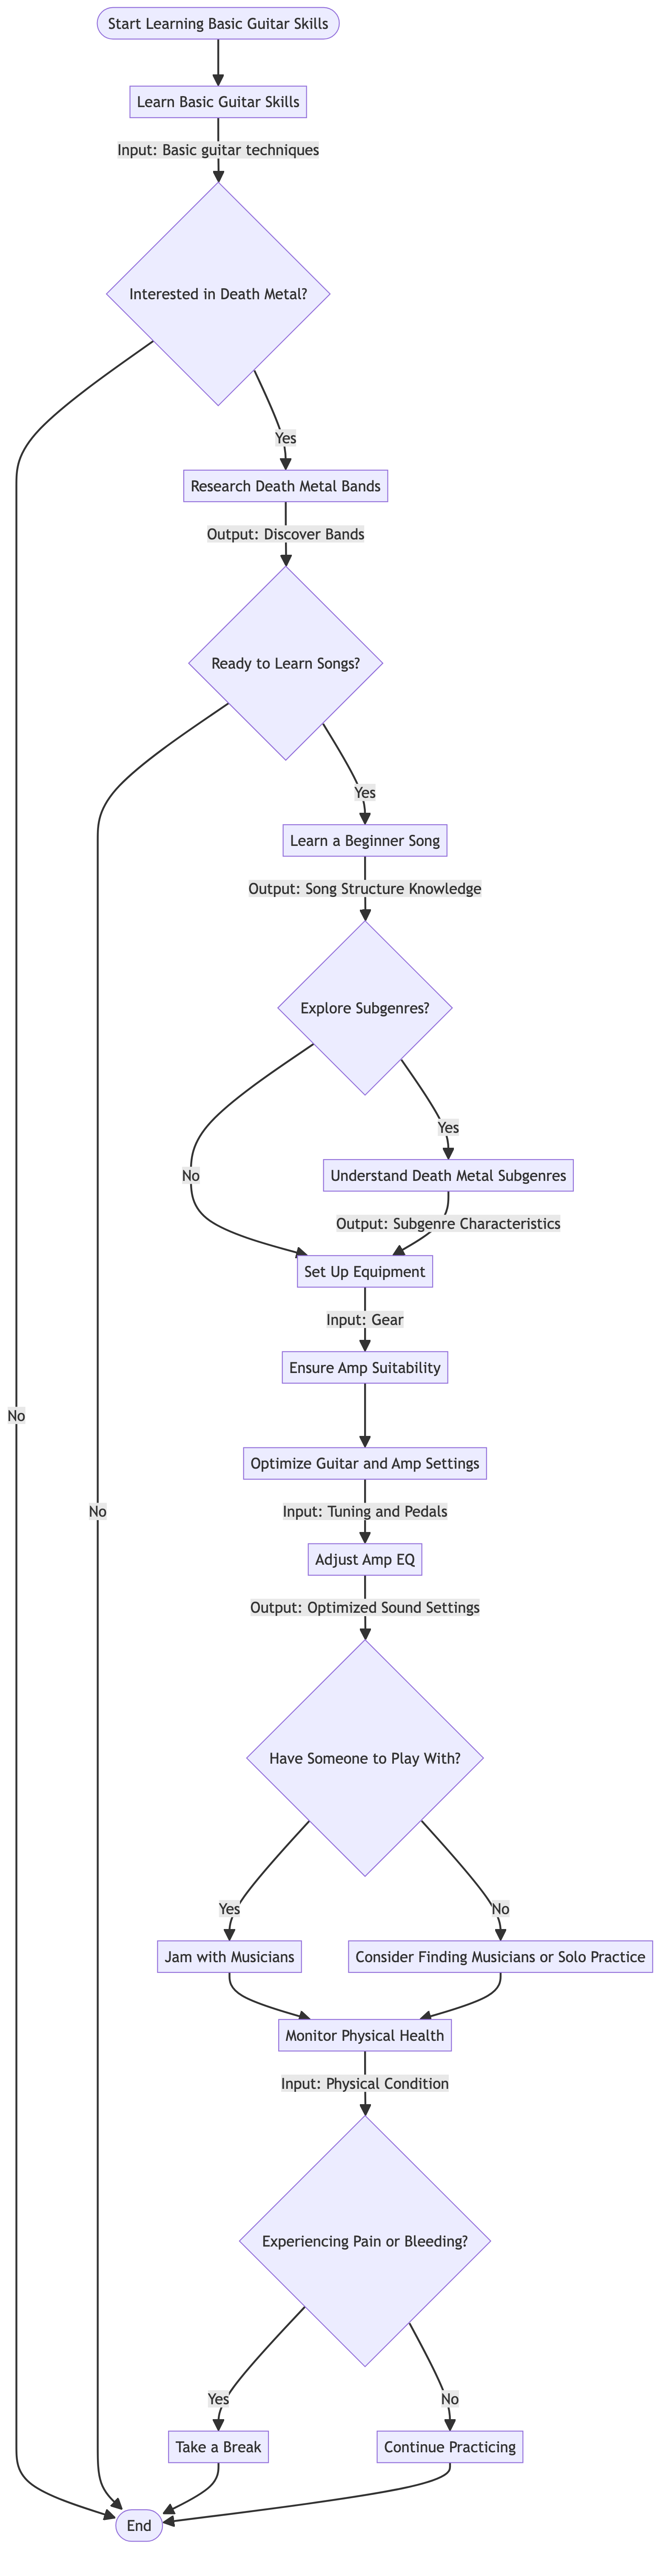 Start Learning Basic Guitar Skills
Learn Basic Guitar Skills
Input: Basic guitar techniques
Interested in Death Metal?
Yes
Research Death Metal Bands
Output: Discover Bands
Ready to Learn Songs?
Yes
Learn a Beginner Song
Output: Song Structure Knowledge
Explore Subgenres?
Yes
No
Understand Death Metal Subgenres
Output: Subgenre Characteristics
Set Up Equipment
Input: Gear
Ensure Amp Suitability
No
Optimize Guitar and Amp Settings
No
Input: Tuning and Pedals
Adjust Amp EQ
Output: Optimized Sound Settings
Have Someone to Play With?
Yes
No
Jam with Musicians
Consider Finding Musicians or Solo Practice
Monitor Physical Health
Input: Physical Condition
Experiencing Pain or Bleeding?
Yes
No
Take a Break
Continue Practicing
End